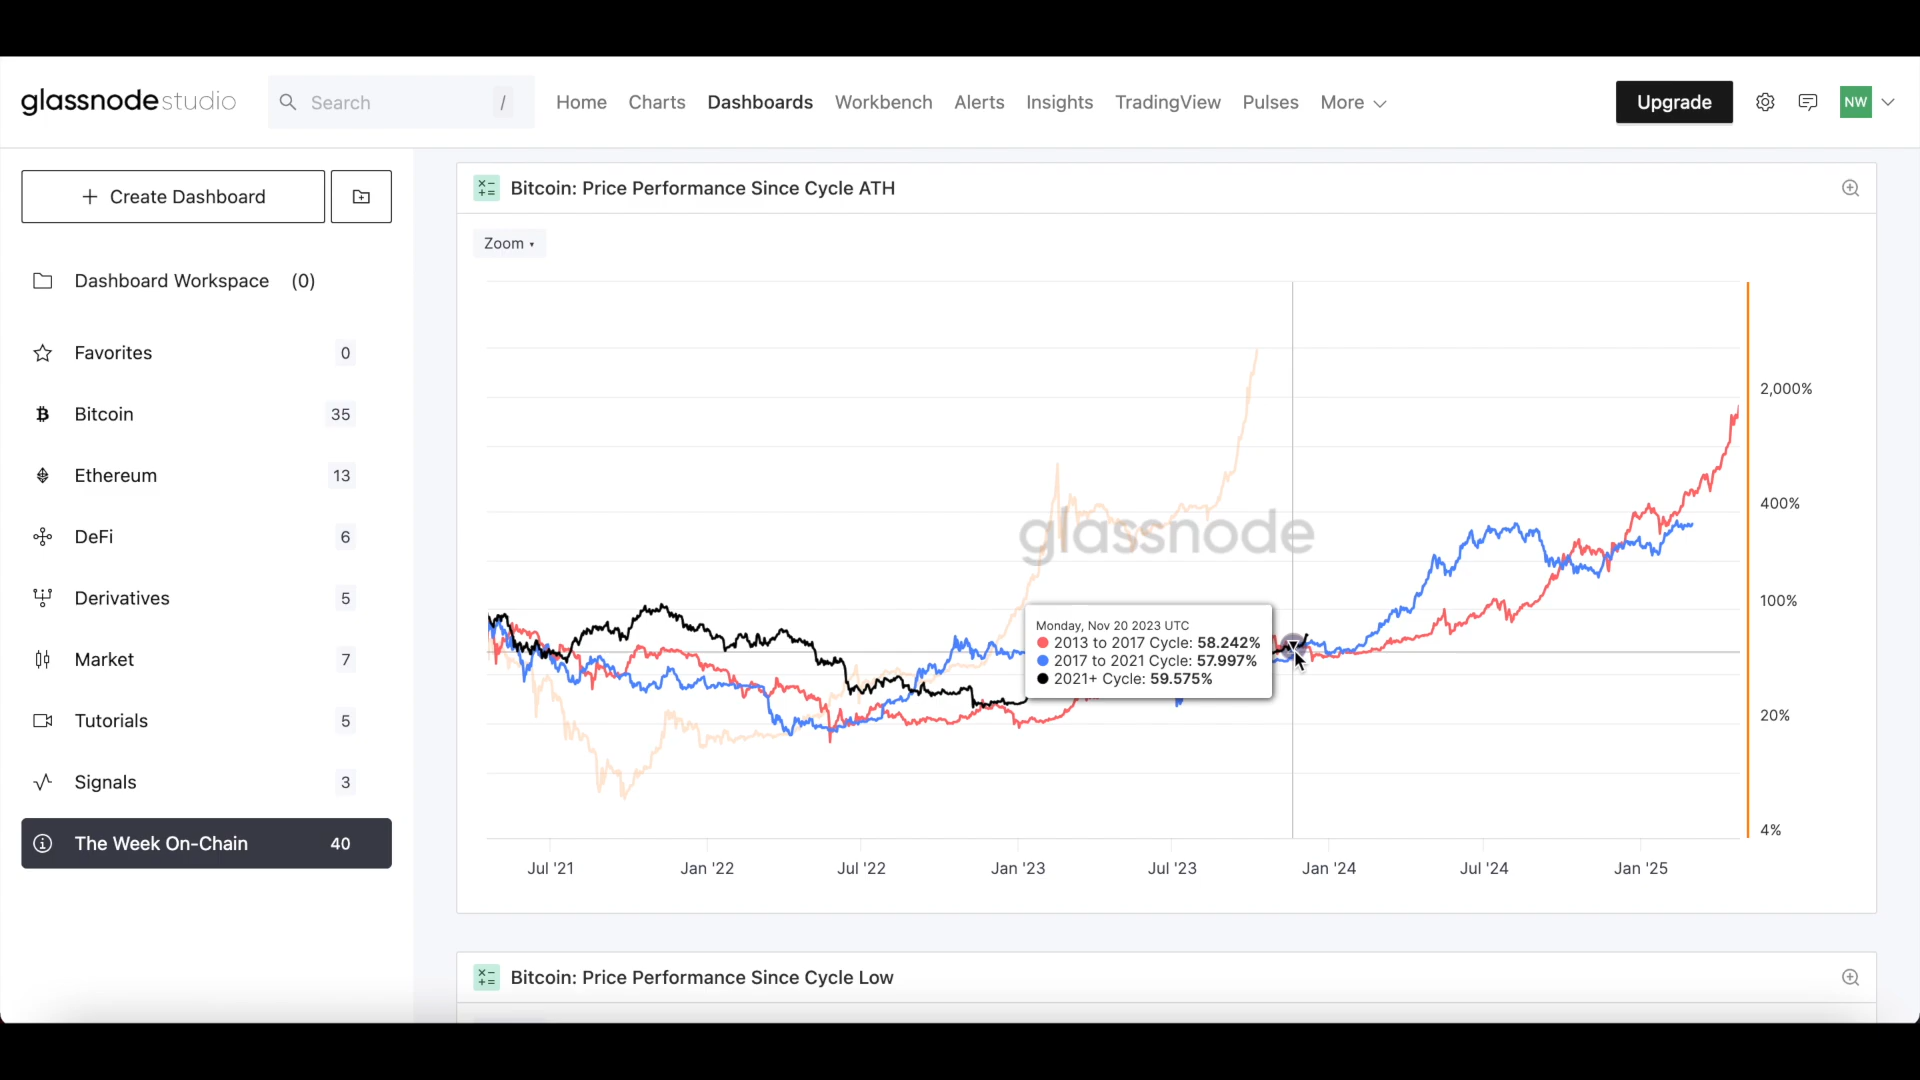 glassnodestudio
Search /
Home Charts Dashboards Workbench Alerts Insights TradingView Pulses More
Upgrade
NW
+ Create Dashboard
Dashboard Workspace (0)
Favorites 0
Bitcoin 35
Ethereum 13
DeFi 6
Derivatives 5
Market 7
Tutorials 5
Signals 3
The Week On-Chain 40
Bitcoin: Price Performance Since Cycle ATH
Zoom
glassnode
2,000%
400%
100%
20%
4%
Monday, Nov 20 2023 UTC
2013 to 2017 Cycle: 58.242%
2017 to 2021 Cycle: 57.997%
2021+ Cycle: 59.575%
Jul '21 Jan '22 Jul '22 Jan '23 Jul '23 Jan '24 Jul '24 Jan '25
Bitcoin: Price Performance Since Cycle Low